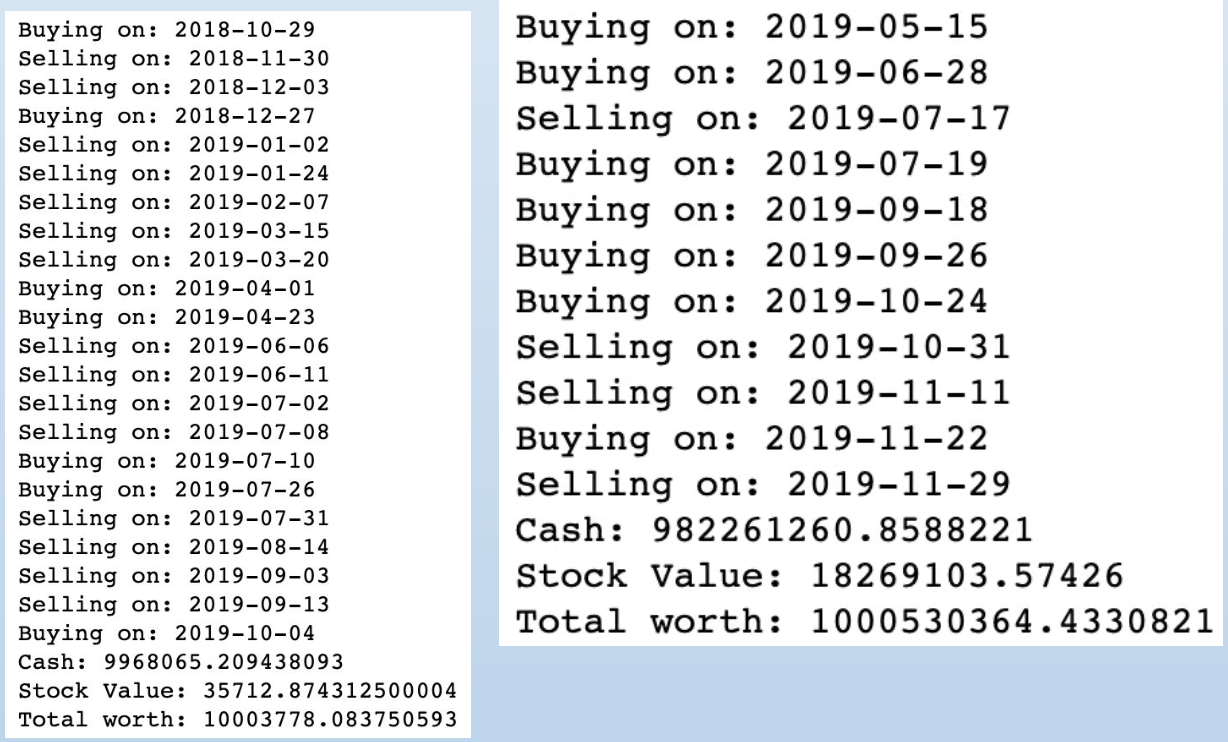 Buying on: 2018-10-29
Selling on: 2018-11-30
Selling on: 2018-12-03
Buying on: 2018-12-27
Selling on: 2019-01-02
Selling on: 2019-01-24
Selling on: 2019-02-07
Selling on: 2019-03-15
Selling on: 2019-03-20
Buying on: 2019-04-01
Buying on: 2019-04-23
Selling on: 2019-06-06
Selling on: 2019-06-11
Selling on: 2019-07-02
Selling on: 2019-07-08
Buying on: 2019-07-10
Buying on: 2019-07-26
Selling on: 2019-07-31
Selling on: 2019-08-14
Selling on: 2019-09-03
Selling on: 2019-09-13
Buying on: 2019-10-04
Cash: 9968065.209438093
Stock Value: 35712.874312500004
Total worth: 10003778.083750593
Buying on: 2019-05-15
Buying on: 2019-06-28
Selling on: 2019-07-17
Buying on: 2019-07-19
Buying on: 2019-09-18
Buying on: 2019-09-26
Buying on: 2019-10-24
Selling on: 2019-10-31
Selling on: 2019-11-11
Buying on: 2019-11-22
Selling on: 2019-11-29
Cash: 982261260.8588221
Stock Value: 18269103.57426
Total worth: 1000530364.4330821